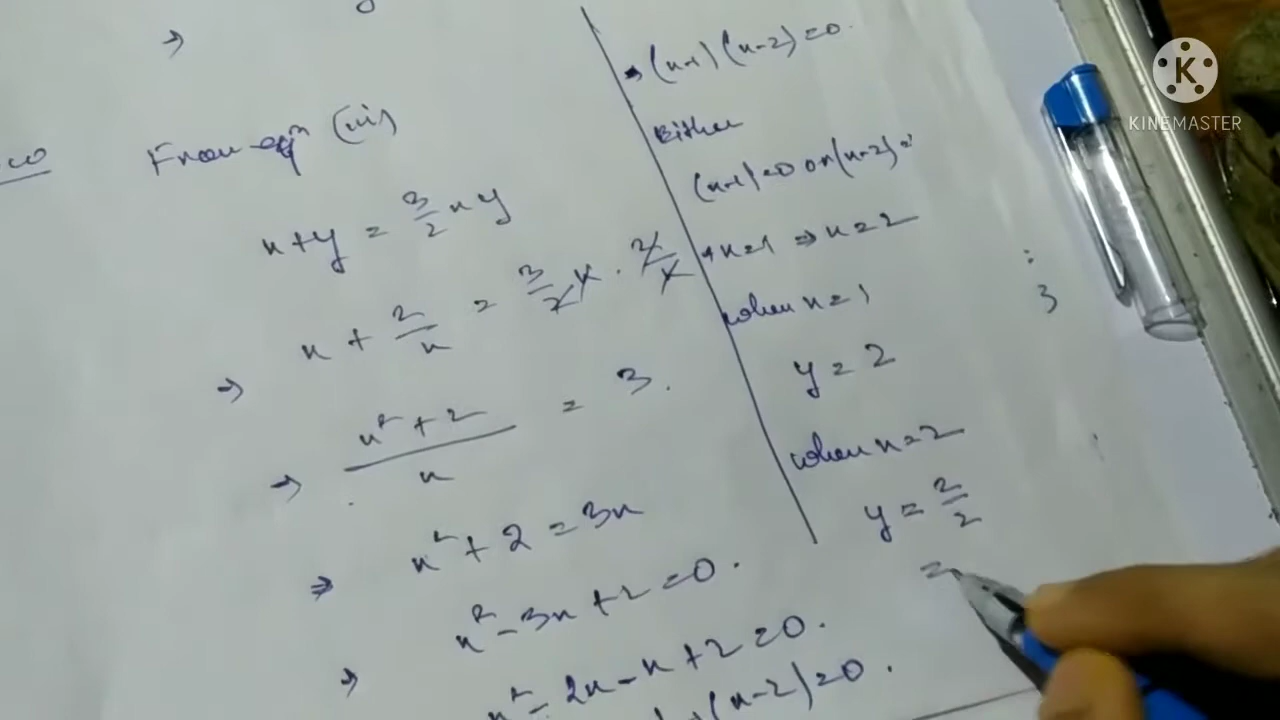 From eqn (iii)
x+y = 3/2 xy
⇒ x + 2/x = 3/2 x . 2/x
⇒ x² + 2 / x = 3.
⇒ x² + 2 = 3x
x² - 3x + 2 = 0.
⇒ x² - 2x - x + 2 = 0.
(x-2) = 0.
(x-1) (x-2) = 0.
Either
(x-1) = 0 or (x-2) =
x = 1 ⇒ x = 2
when x = 1
y = 2
when x = 2
y = 2/2
=
3
K
KINEMASTER